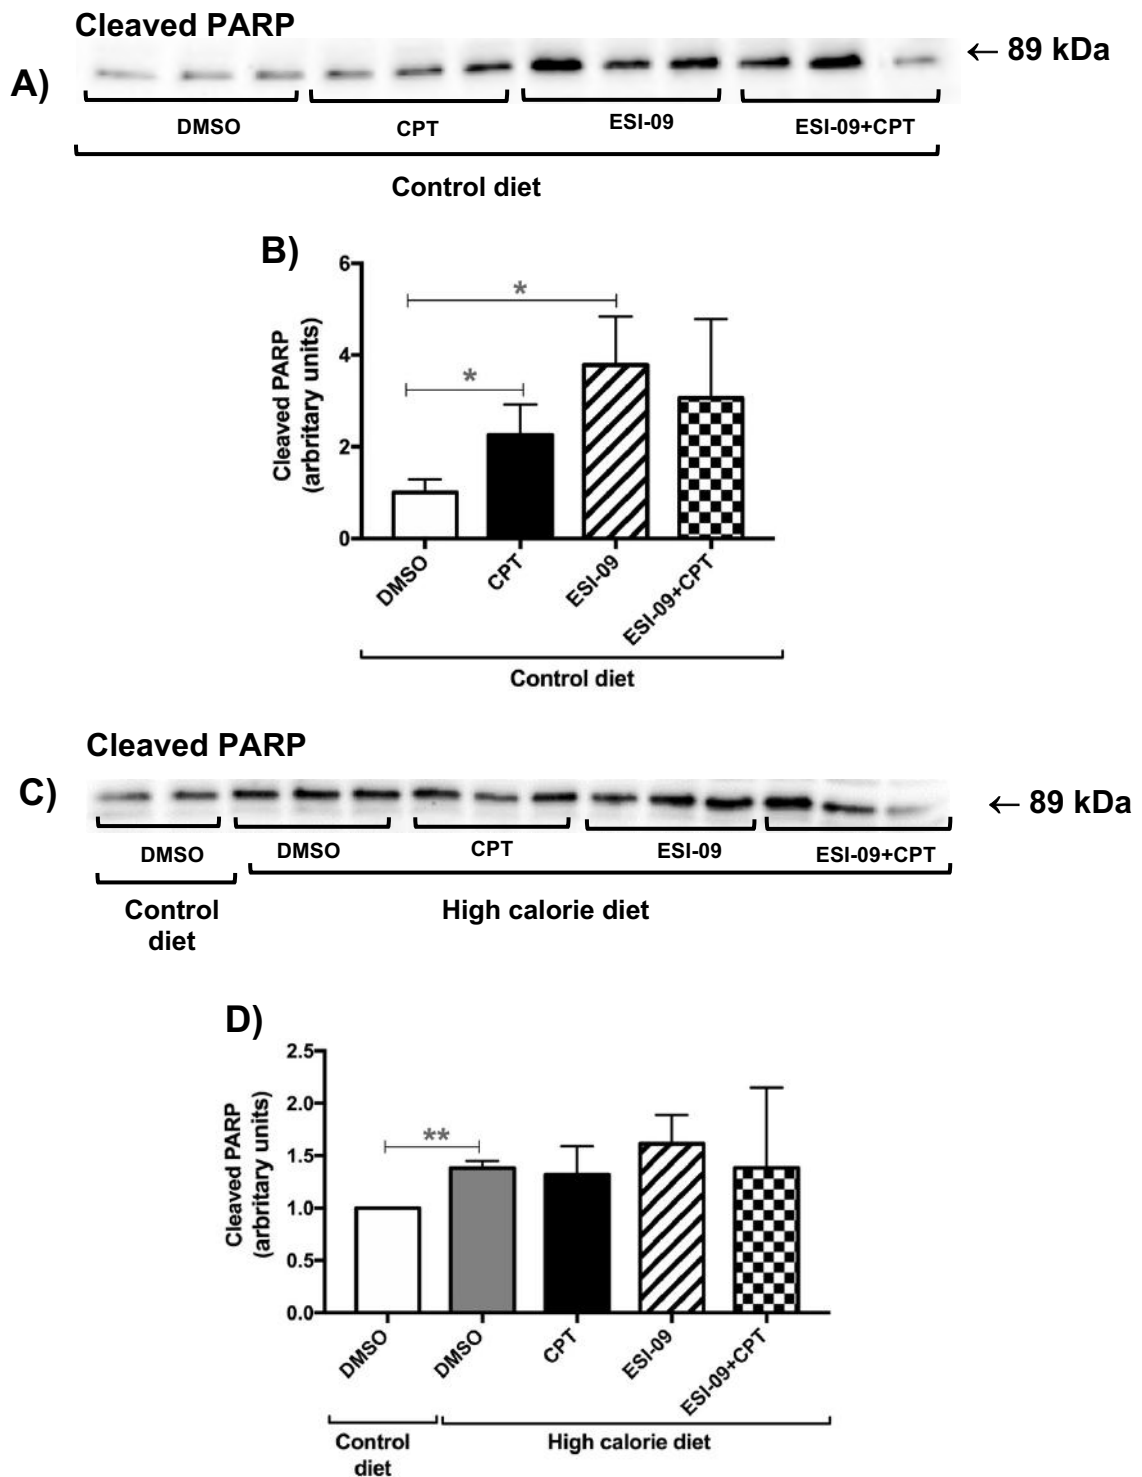 Cleaved PARP
← 89 kDa
A)
DMSO
CPT
ESI-09
ESI-09+CPT
Control diet
B)
Cleaved PARP
(arbritary units)
6
4
2
0
*
*
DMSO
CPT
ESI-09
ESI-09+CPT
Control diet
Cleaved PARP
C)
← 89 kDa
DMSO
DMSO
CPT
ESI-09
ESI-09+CPT
Control
diet
High calorie diet
D)
Cleaved PARP
(arbritary units)
2.5
2.0
1.5
1.0
0.5
0.0
**
DMSO
DMSO
CPT
ESI-09
ESI-09+CPT
Control
diet
High calorie diet